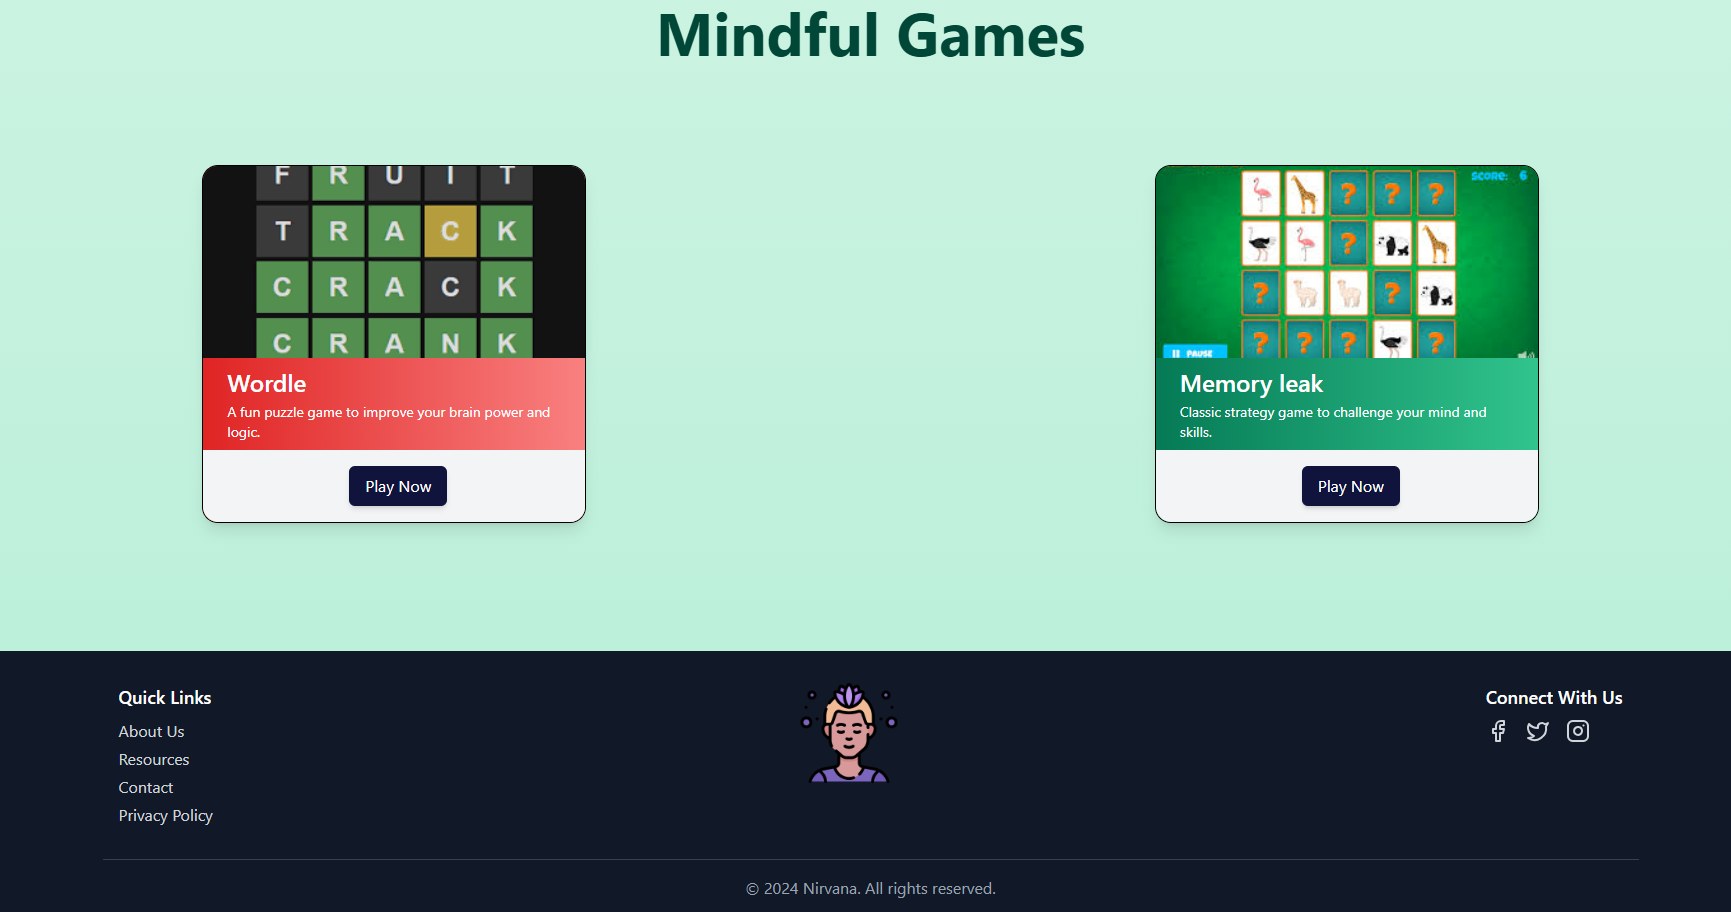 Mindful Games
F R U I T
T R A C K
C R A C K
C R A N K
Wordle
A fun puzzle game to improve your brain power and
logic.
Play Now
SCORE: 6
? ? ?
?
? ?
? ? ? ?
PAUSE
Memory leak
Classic strategy game to challenge your mind and
skills.
Play Now
Quick Links
About Us
Resources
Contact
Privacy Policy
Connect With Us
© 2024 Nirvana. All rights reserved.